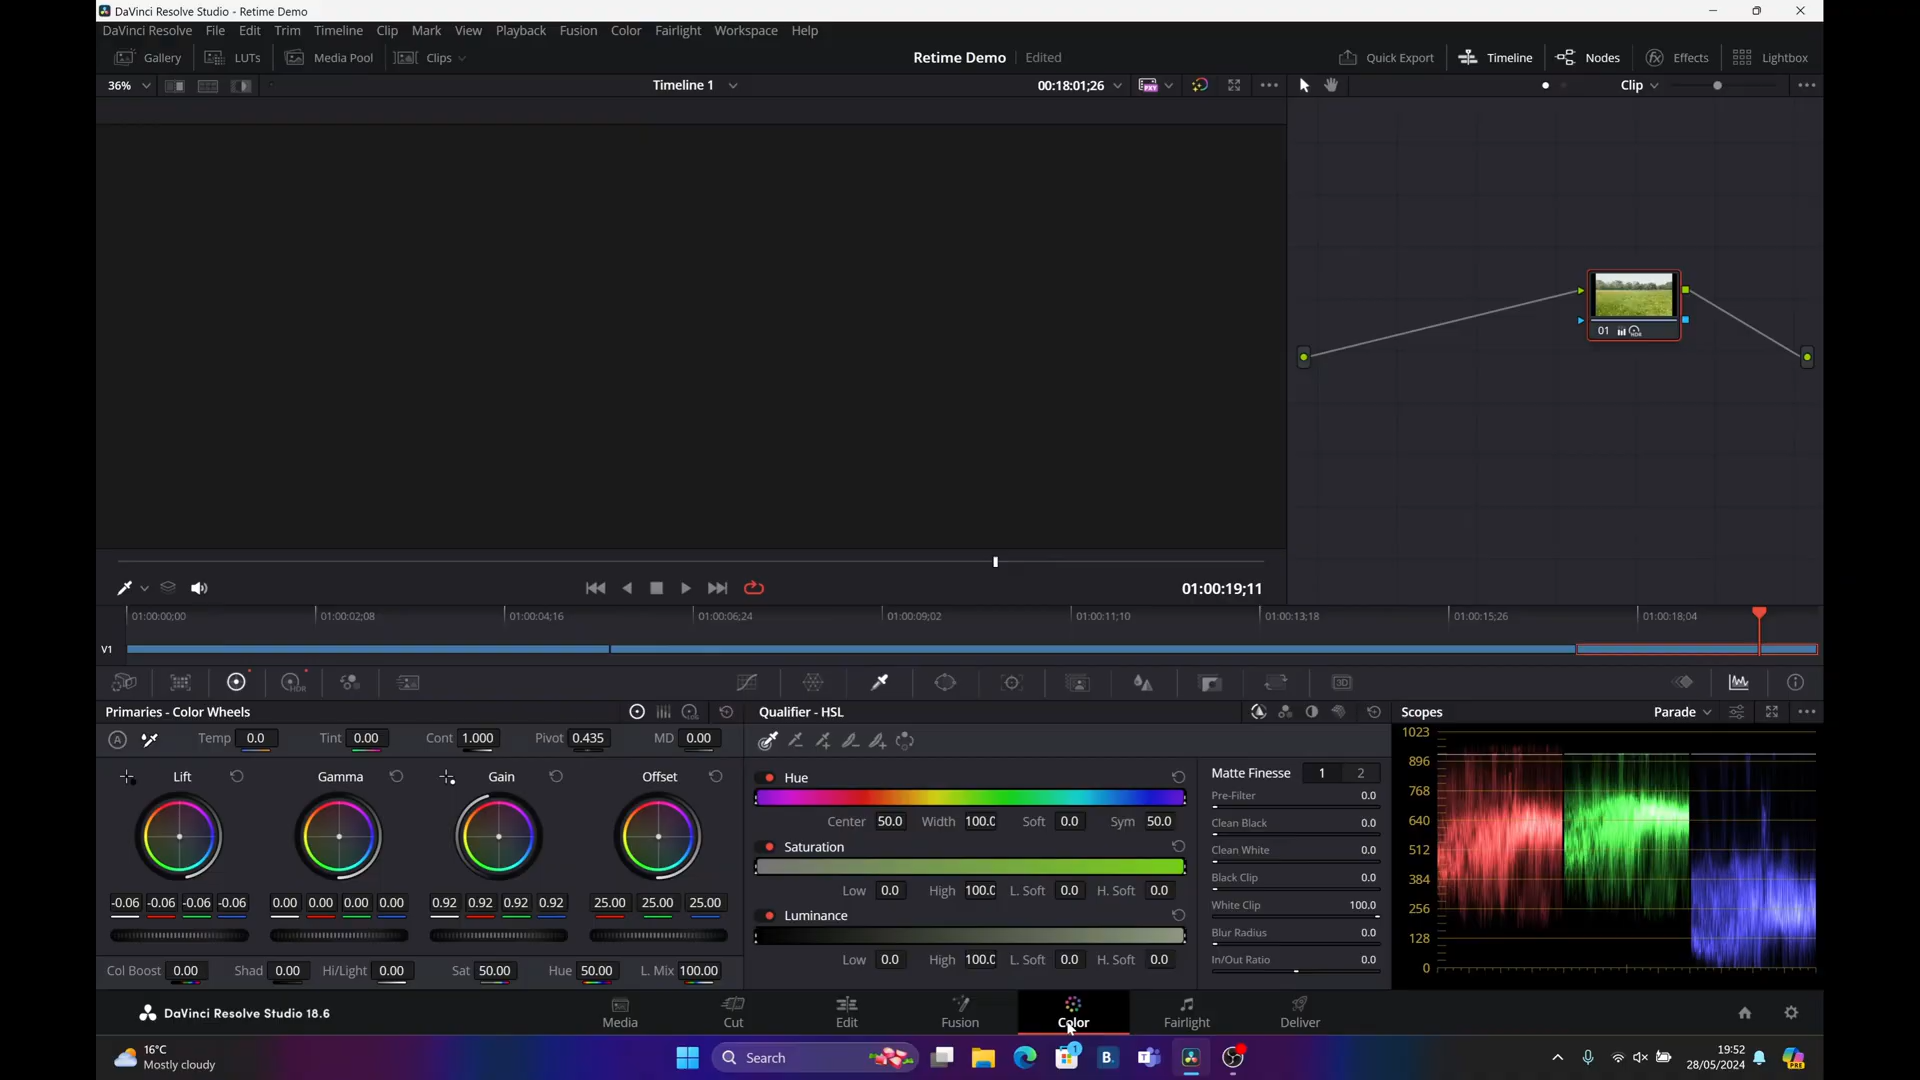 DaVinci Resolve Studio - Retime Demo
DaVinci Resolve File Edit Trim Timeline Clip Mark View Playback Fusion Color Fairlight Workspace Help
Gallery LUTs Media Pool Clips Retime Demo Edited Quick Export Timeline Nodes Effects Lightbox
36% Timeline 1 00:18:01;26 PXY Clip
01 HDR
01:00:19;11
01:00:00;00 01:00:02;08 01:00:04;16 01:00:06;24 01:00:09;02 01:00:11;10 01:00:13;18 01:00:15;26 01:00:18;04
V1
HDR 3D
Primaries - Color Wheels Qualifier - HSL Scopes Parade
A Temp 0.0 Tint 0.00 Cont 1.000 Pivot 0.435 MD 0.00
Lift Gamma Gain Offset
-0.06 -0.06 -0.06 -0.06 0.00 0.00 0.00 0.00 0.92 0.92 0.92 0.92 25.00 25.00 25.00
Col Boost 0.00 Shad 0.00 Hi/Light 0.00 Sat 50.00 Hue 50.00 L. Mix 100.00
Hue
Center 50.0 Width 100.0 Soft 0.0 Sym 50.0
Saturation
Low 0.0 High 100.0 L. Soft 0.0 H. Soft 0.0
Luminance
Low 0.0 High 100.0 L. Soft 0.0 H. Soft 0.0
Matte Finesse 1 2
Pre-Filter 0.0
Clean Black 0.0
Clean White 0.0
Black Clip 0.0
White Clip 100.0
Blur Radius 0.0
In/Out Ratio 0.0
1023
896
768
640
512
384
256
128
0
DaVinci Resolve Studio 18.6
Media Cut Edit Fusion Color Fairlight Deliver
16°C
Mostly cloudy
Search
1
B.
19:52
28/05/2024
PRE